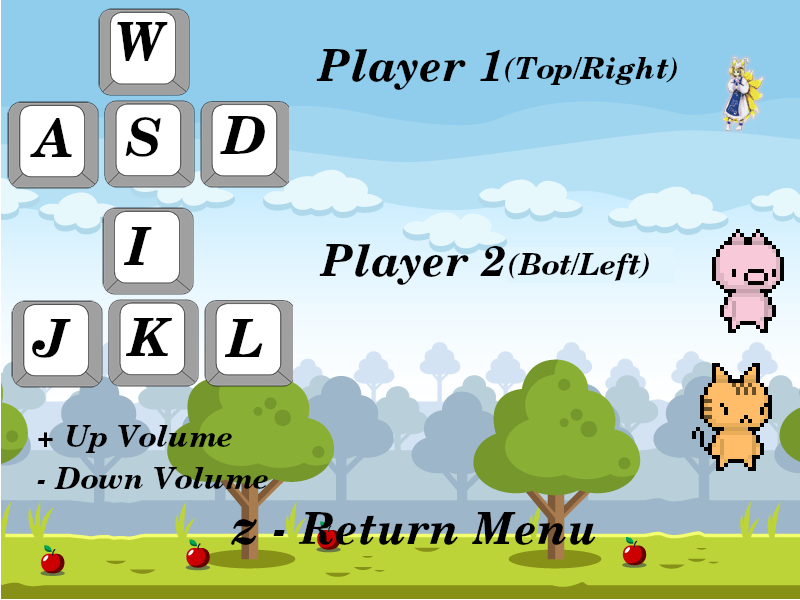 W
Player 1(Top/Right)
A S D
I
Player 2(Bot/Left)
J K L
+ Up Volume
- Down Volume
z - Return Menu